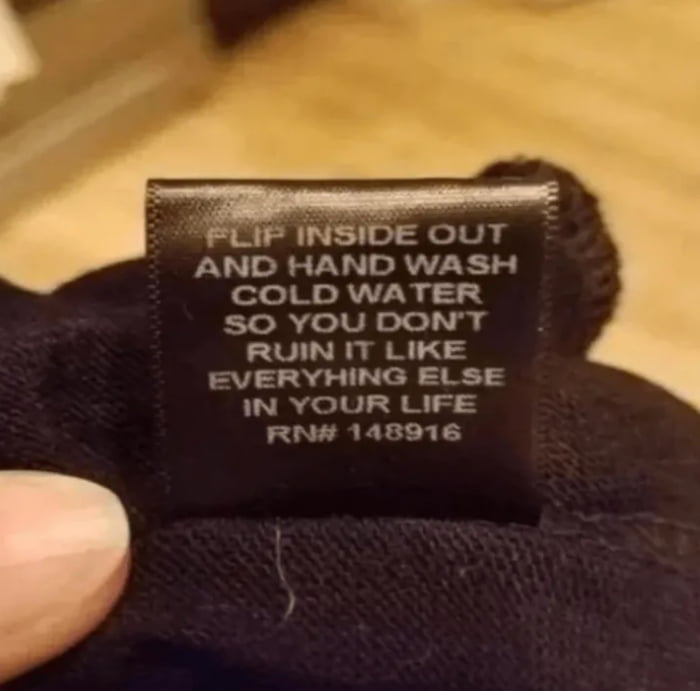 FLIP INSIDE OUT
AND HAND WASH
COLD WATER
SO YOU DON'T
RUIN IT LIKE
EVERYHING ELSE
IN YOUR LIFE
RN# 148916